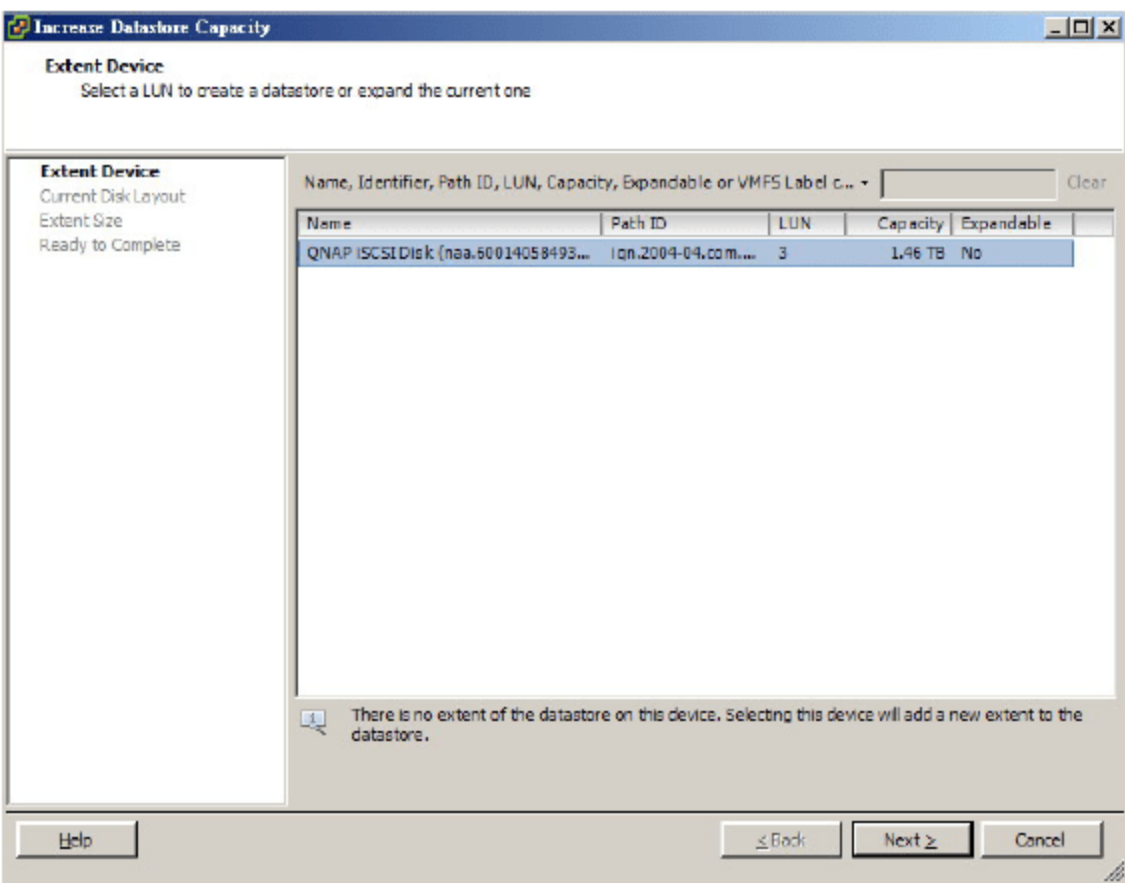 Increase Datastore Capacity
Extent Device
Select a LUN to create a datastore or expand the current one
Extent Device
Current Disk Layout
Extent Size
Ready to Complete
Name, Identifier, Path ID, LUN, Capacity, Expandable or VMFS Label c...
Clear
Name Path ID LUN Capacity Expandable
QNAP iSCSI Disk (naa.60014058493... iqn.2004-04.com.... 3 1.46 TB No
There is no extent of the datastore on this device. Selecting this device will add a new extent to the
datastore.
Help
< Back
Next >
Cancel